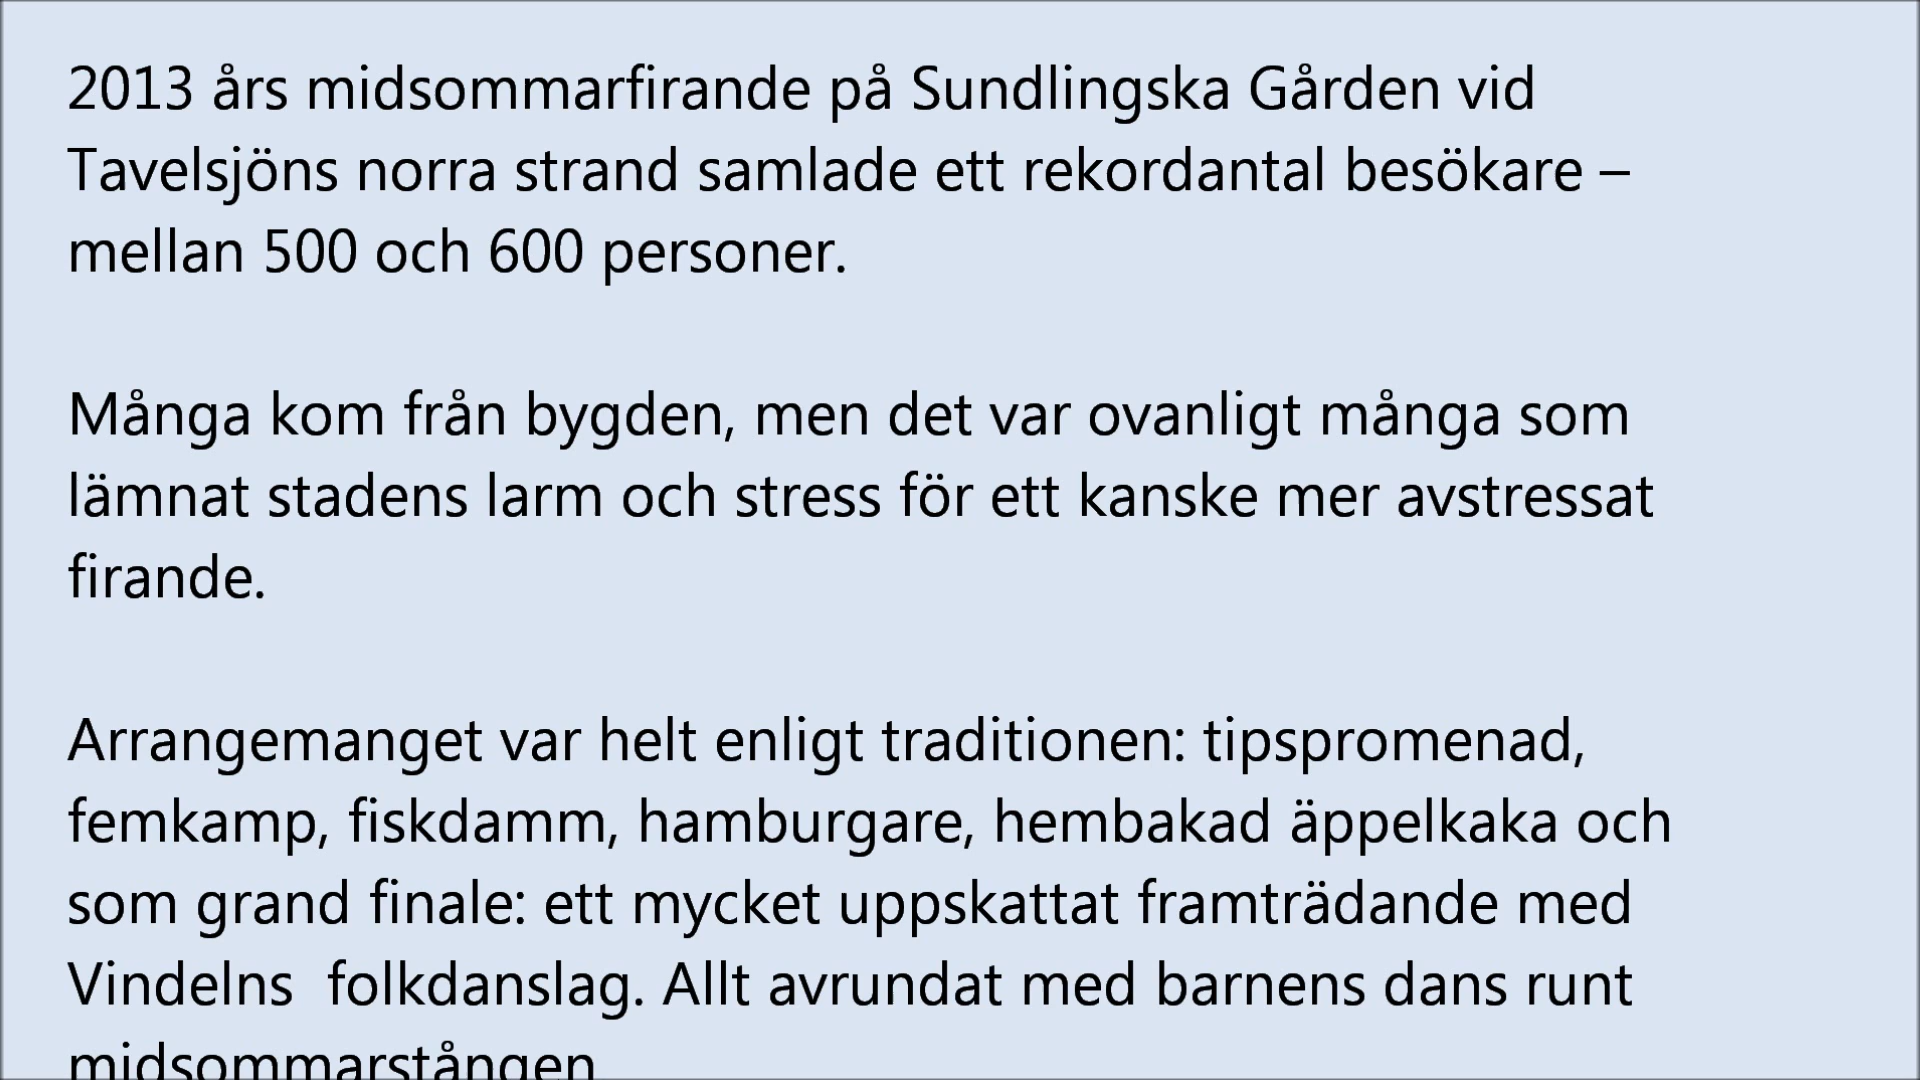 2013 års midsommarfirande på Sundlingska Gården vid
Tavelsjöns norra strand samlade ett rekordantal besökare –
mellan 500 och 600 personer.
Många kom från bygden, men det var ovanligt många som
lämnat stadens larm och stress för ett kanske mer avstressat
firande.
Arrangemanget var helt enligt traditionen: tipspromenad,
femkamp, fiskdamm, hamburgare, hembakad äppelkaka och
som grand finale: ett mycket uppskattat framträdande med
Vindelns  folkdanslag. Allt avrundat med barnens dans runt
midsommarstången.